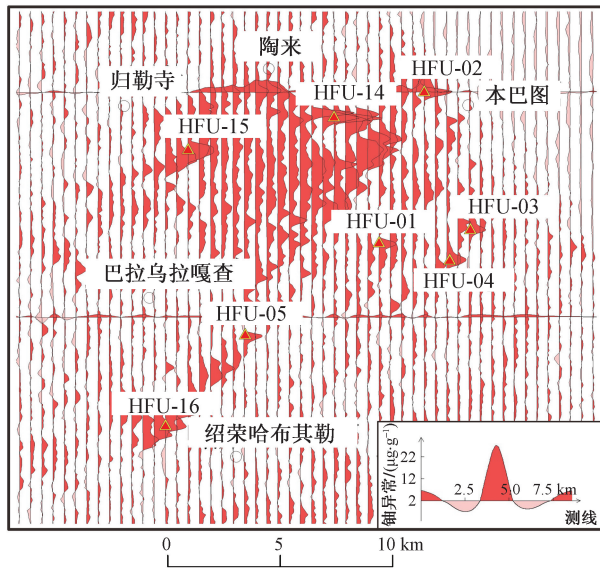 陶来
归勒寺
HFU-02
HFU-14
本巴图
HFU-15
HFU-03
HFU-01
巴拉乌拉嘎查
HFU-04
HFU-05
HFU-16
绍荣哈布其勒
铀异常/(μg·g⁻¹)
22
12
2
2.5
5.0
7.5 km
测线
0 5 10 km